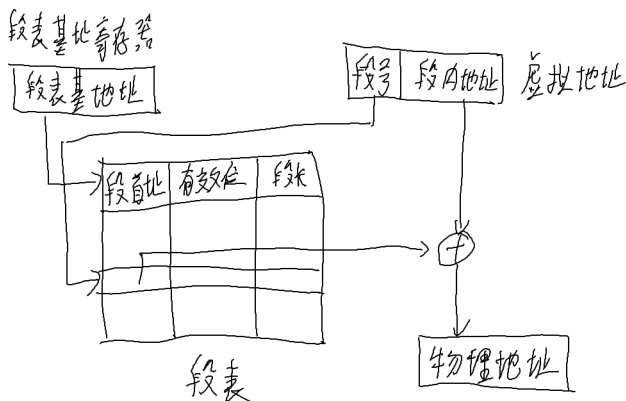 段表基址寄存器
段表基地址
段号 段内地址 虚拟地址
段首址 有效位 段长
+
物理地址
段表